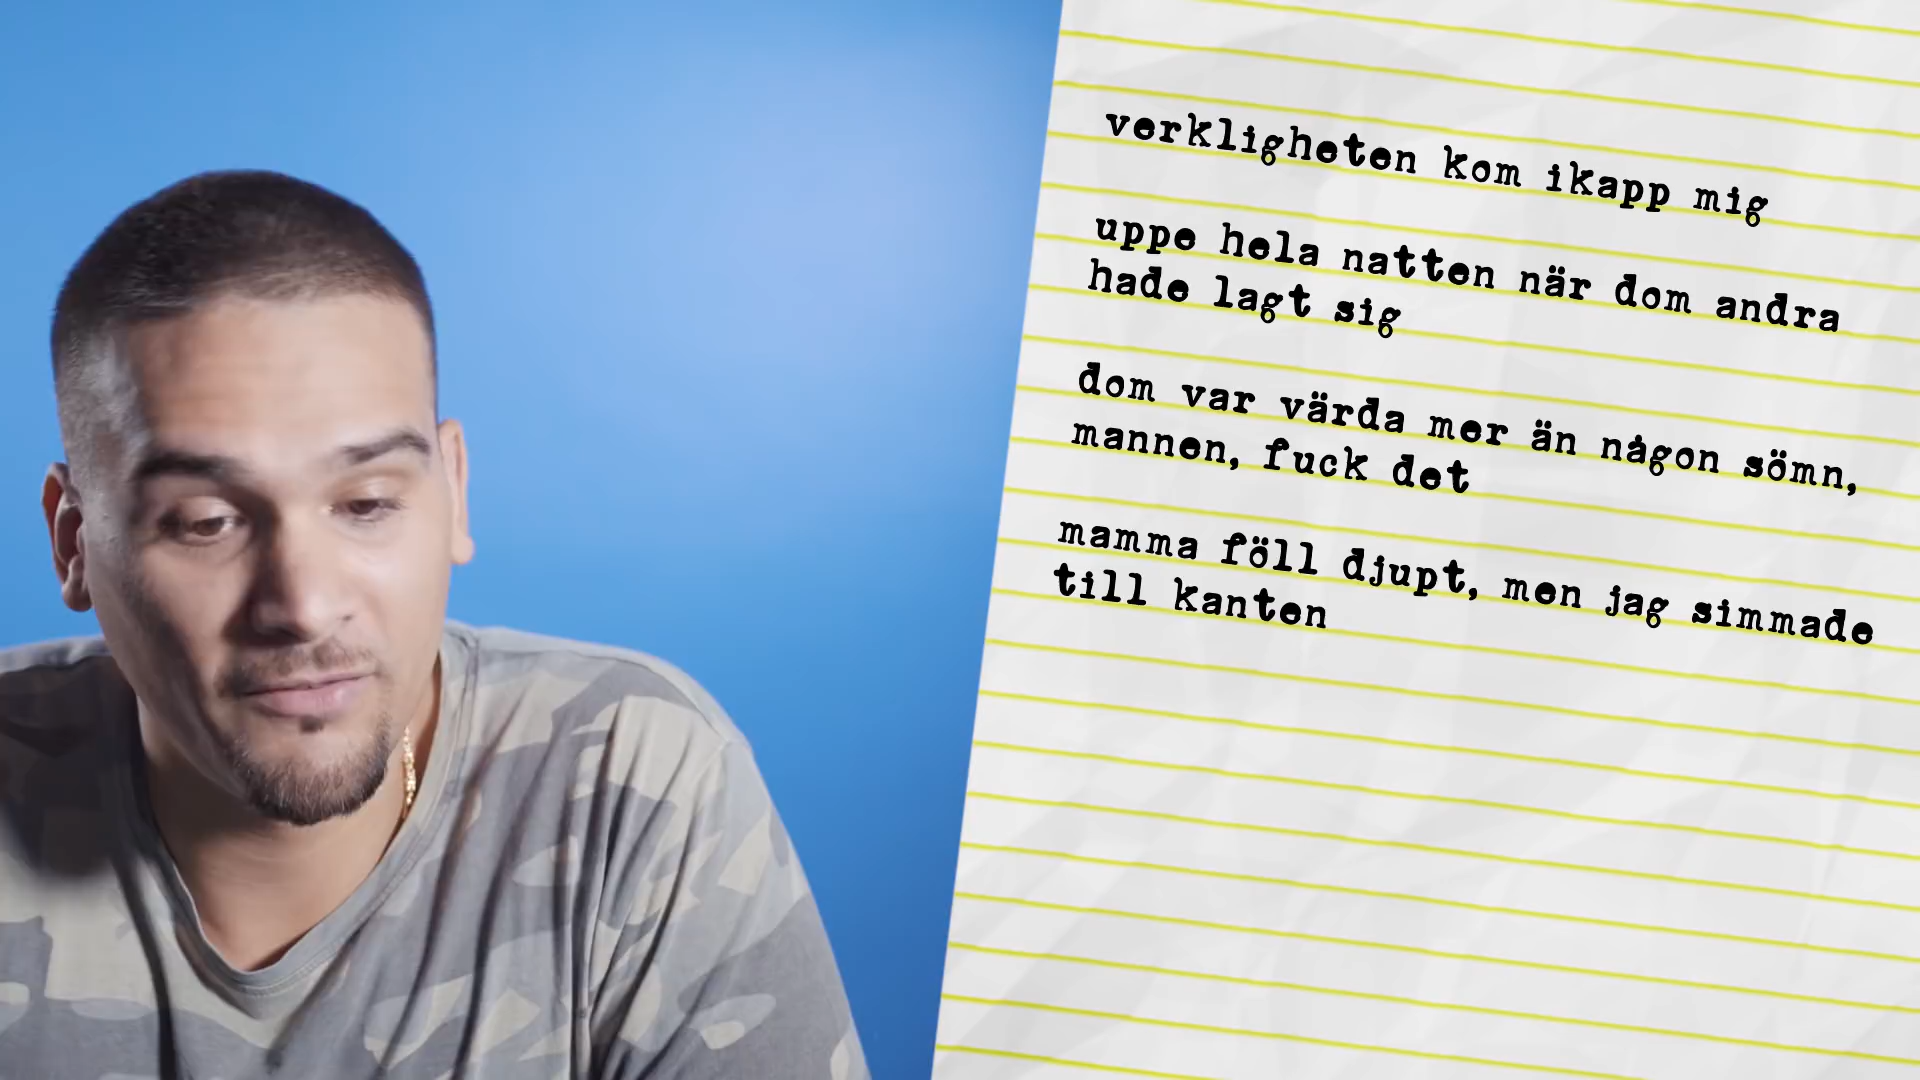 verkligheten kom ikapp mig
uppe hela natten när dom andra
hade lagt sig
dom var värda mer än någon sömn,
mannen, fuck det
mamma föll djupt, men jag simmade
till kanten